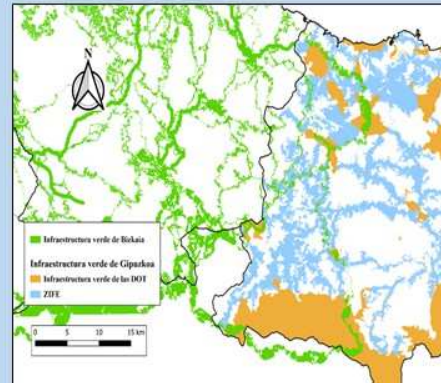 N
Infraestructura verde de Bizkaia
Infraestructura verde de Gipuzkoa
Infraestructura verde de las DOT
ZIFE
0 5 10 15 km